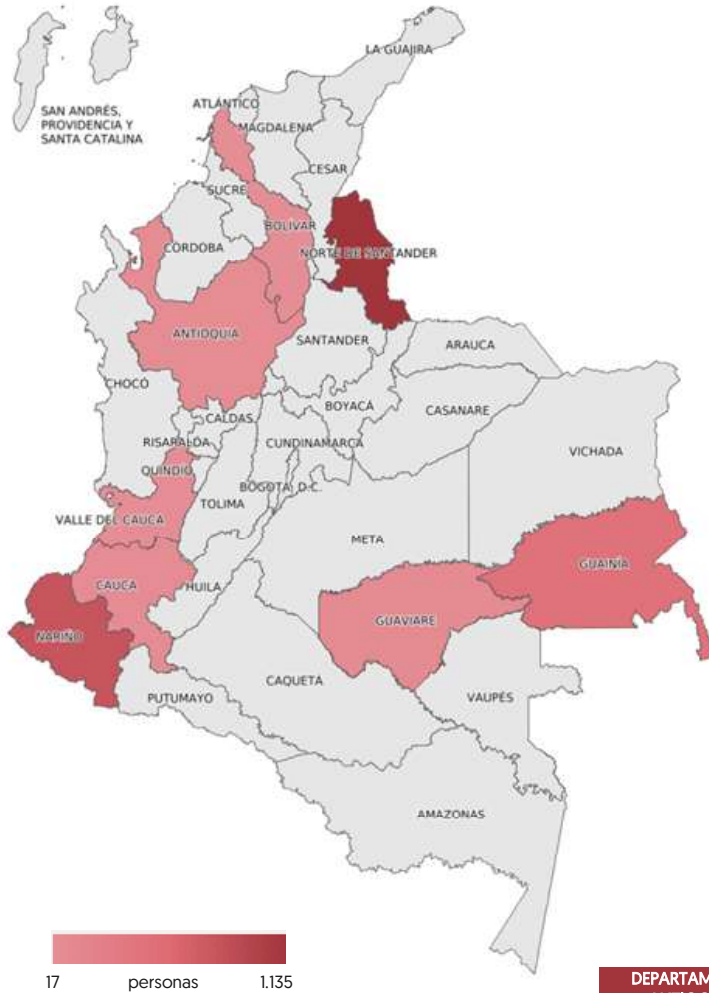 LA GUAJIRA
SAN ANDRÉS,
PROVIDENCIA Y
SANTA CATALINA
ATLÁNTICO
MAGDALENA
CESAR
SUCRE
BOLÍVAR
CÓRDOBA
NORTE DE SANTANDER
ANTIOQUIA
SANTANDER
ARAUCA
CHOCÓ
BOYACÁ
CALDAS
CASANARE
RISARALDA
CUNDINAMARCA
VICHADA
QUINDÍO
BOGOTÁ, D.C.
TOLIMA
VALLE DEL CAUCA
META
GUAINÍA
CAUCA
HUILA
GUAVIARE
NARIÑO
CAQUETÁ
PUTUMAYO
VAUPÉS
AMAZONAS
17 personas 1.135